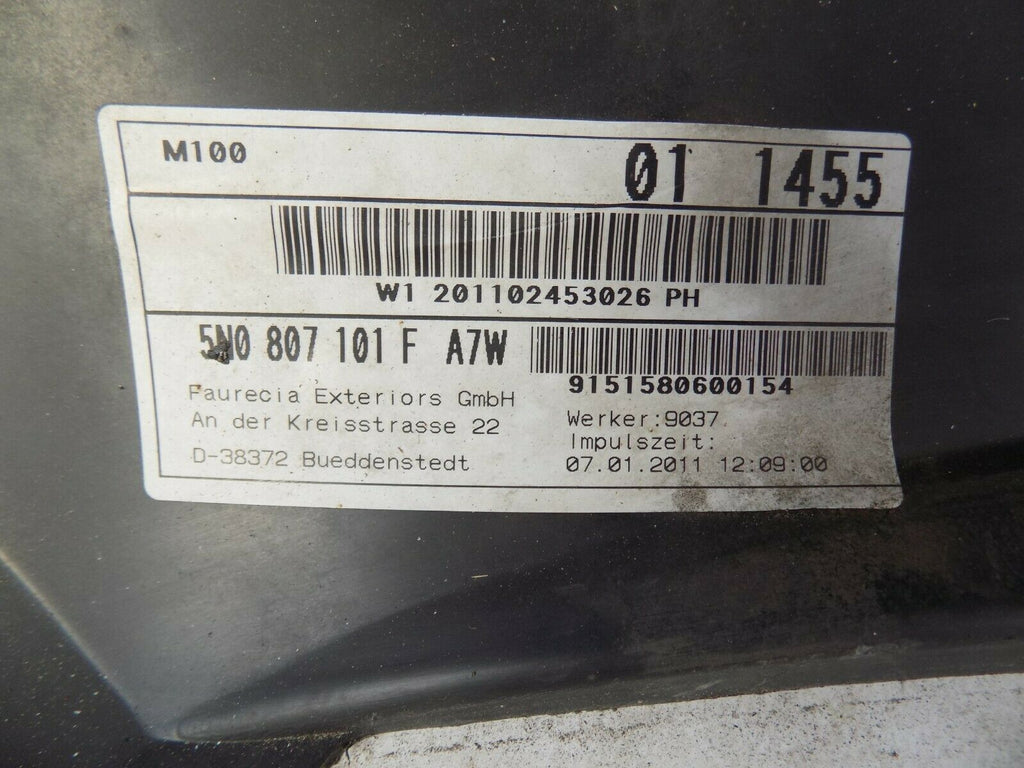 M100 01 1455
W1 201102453026 PH
5N0 807 101 F A7W
9151580600154
Faurecia Exteriors GmbH
An der Kreisstrasse 22
D-38372 Bueddenstedt
Werker:9037
Impulszeit:
07.01.2011 12:09:00